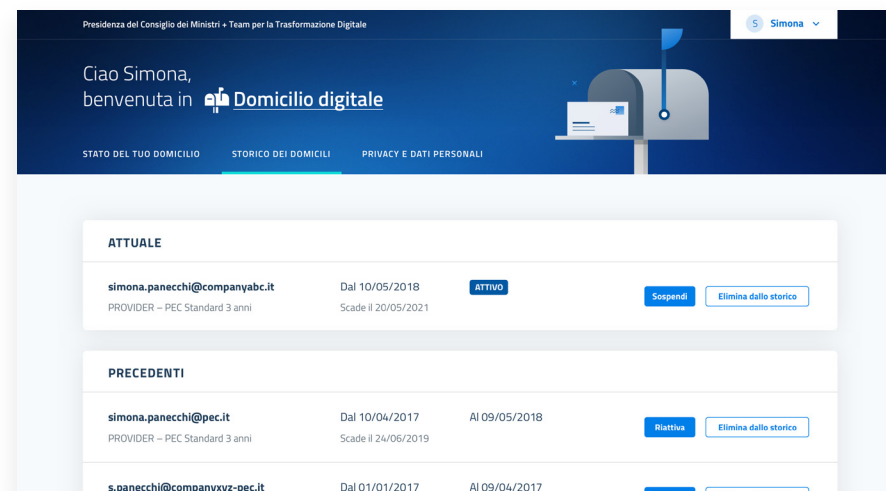 Presidenza del Consiglio dei Ministri + Team per la Trasformazione Digitale
S Simona
Ciao Simona,
benvenuta in Domicilio digitale
STATO DEL TUO DOMICILIO STORICO DEI DOMICILI PRIVACY E DATI PERSONALI
ATTUALE
simona.panecchi@companyabc.it Dal 10/05/2018 ATTIVO
Sospendi Elimina dallo storico
PROVIDER – PEC Standard 3 anni Scade il 20/05/2021
PRECEDENTI
simona.panecchi@pec.it Dal 10/04/2017 Al 09/05/2018
Riattiva Elimina dallo storico
PROVIDER – PEC Standard 3 anni Scade il 24/06/2019
s.panecchi@companyxyz-pec.it Dal 01/01/2017 Al 09/04/2017